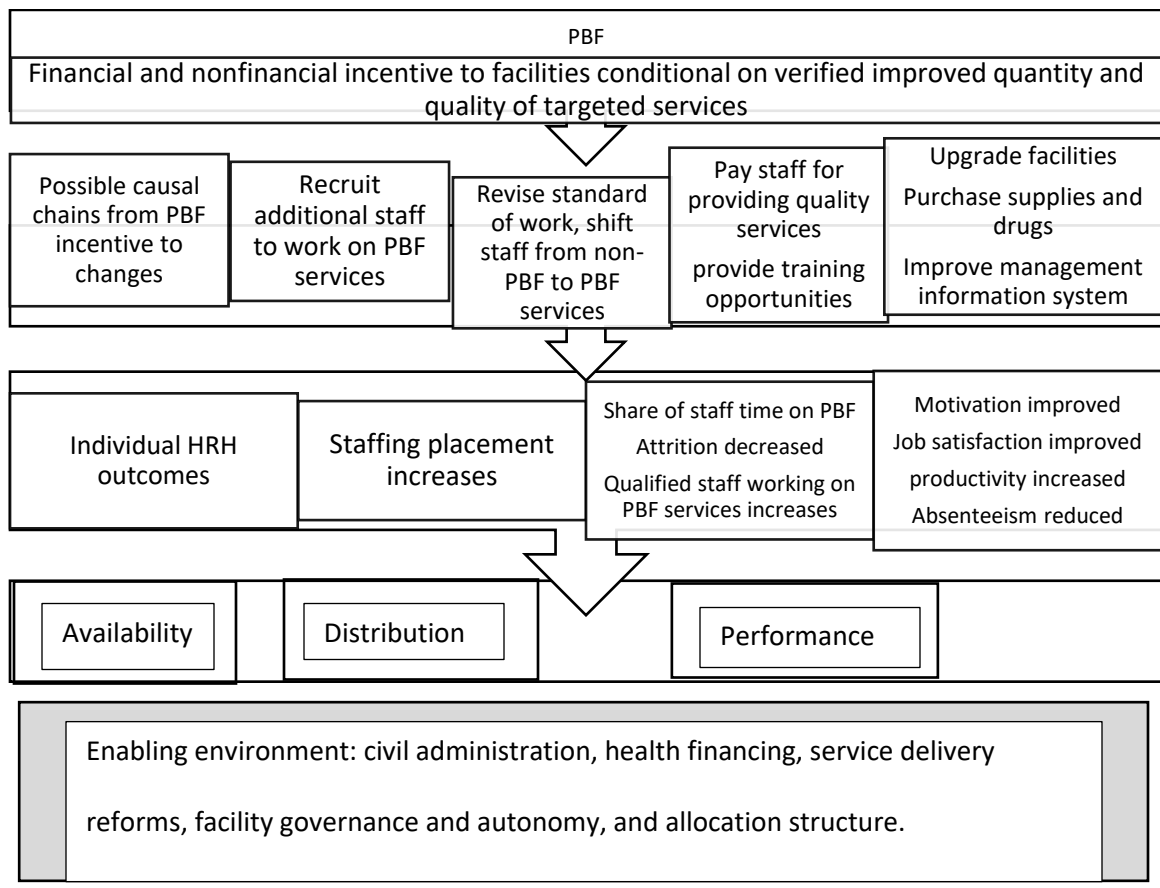 PBF
Financial and nonfinancial incentive to facilities conditional on verified improved quantity and
quality of targeted services
Possible causal
chains from PBF
incentive to
changes
Recruit
additional staff
to work on PBF
services
Revise standard
of work, shift
staff from non-
PBF to PBF
services
Pay staff for
providing quality
services
provide training
opportunities
Upgrade facilities
Purchase supplies and
drugs
Improve management
information system
Individual HRH
outcomes
Staffing placement
increases
Share of staff time on PBF
Attrition decreased
Qualified staff working on
PBF services increases
Motivation improved
Job satisfaction improved
productivity increased
Absenteeism reduced
Availability
Distribution
Performance
Enabling environment: civil administration, health financing, service delivery
reforms, facility governance and autonomy, and allocation structure.